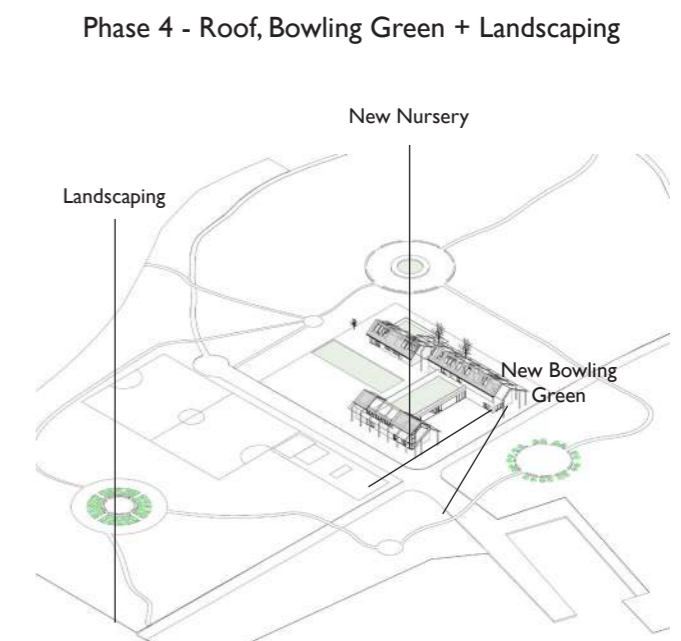 Phase 4 - Roof, Bowling Green + Landscaping
New Nursery
Landscaping
New Bowling
Green